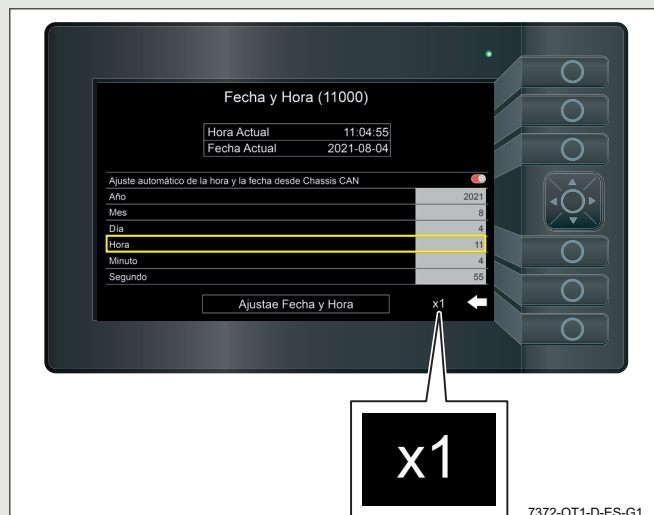 Fecha y Hora (11000)
Hora Actual 11:04:55
Fecha Actual 2021-08-04
Ajuste automático de la hora y la fecha desde Chassis CAN
Año 2021
Mes 8
Día 4
Hora 11
Minuto 4
Segundo 55
Ajustae Fecha y Hora x1
x1
7372-OT1-D-ES-G1